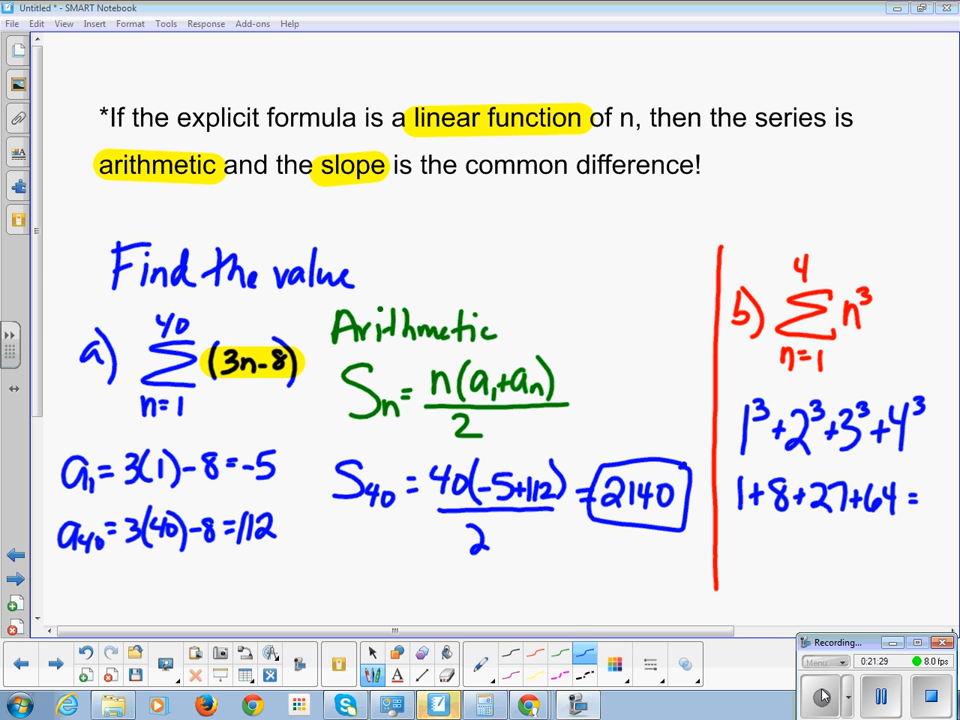 Untitled * - SMART Notebook
File Edit View Insert Format Tools Response Add-ons Help
*If the explicit formula is a linear function of n, then the series is
arithmetic and the slope is the common difference!
Find the value
a) 40 Σ n=1 (3n-8)
a₁ = 3(1) - 8 = -5
a₄₀ = 3(40) - 8 = 112
Arithmetic
Sₙ = n(a₁+aₙ) / 2
S₄₀ = 40(-5+112) / 2 = 2140
b) 4 Σ n=1 n³
1³+2³+3³+4³
1+8+27+64=
Recording...
Menu 0:21:29 8.0 fps
7:20 PM